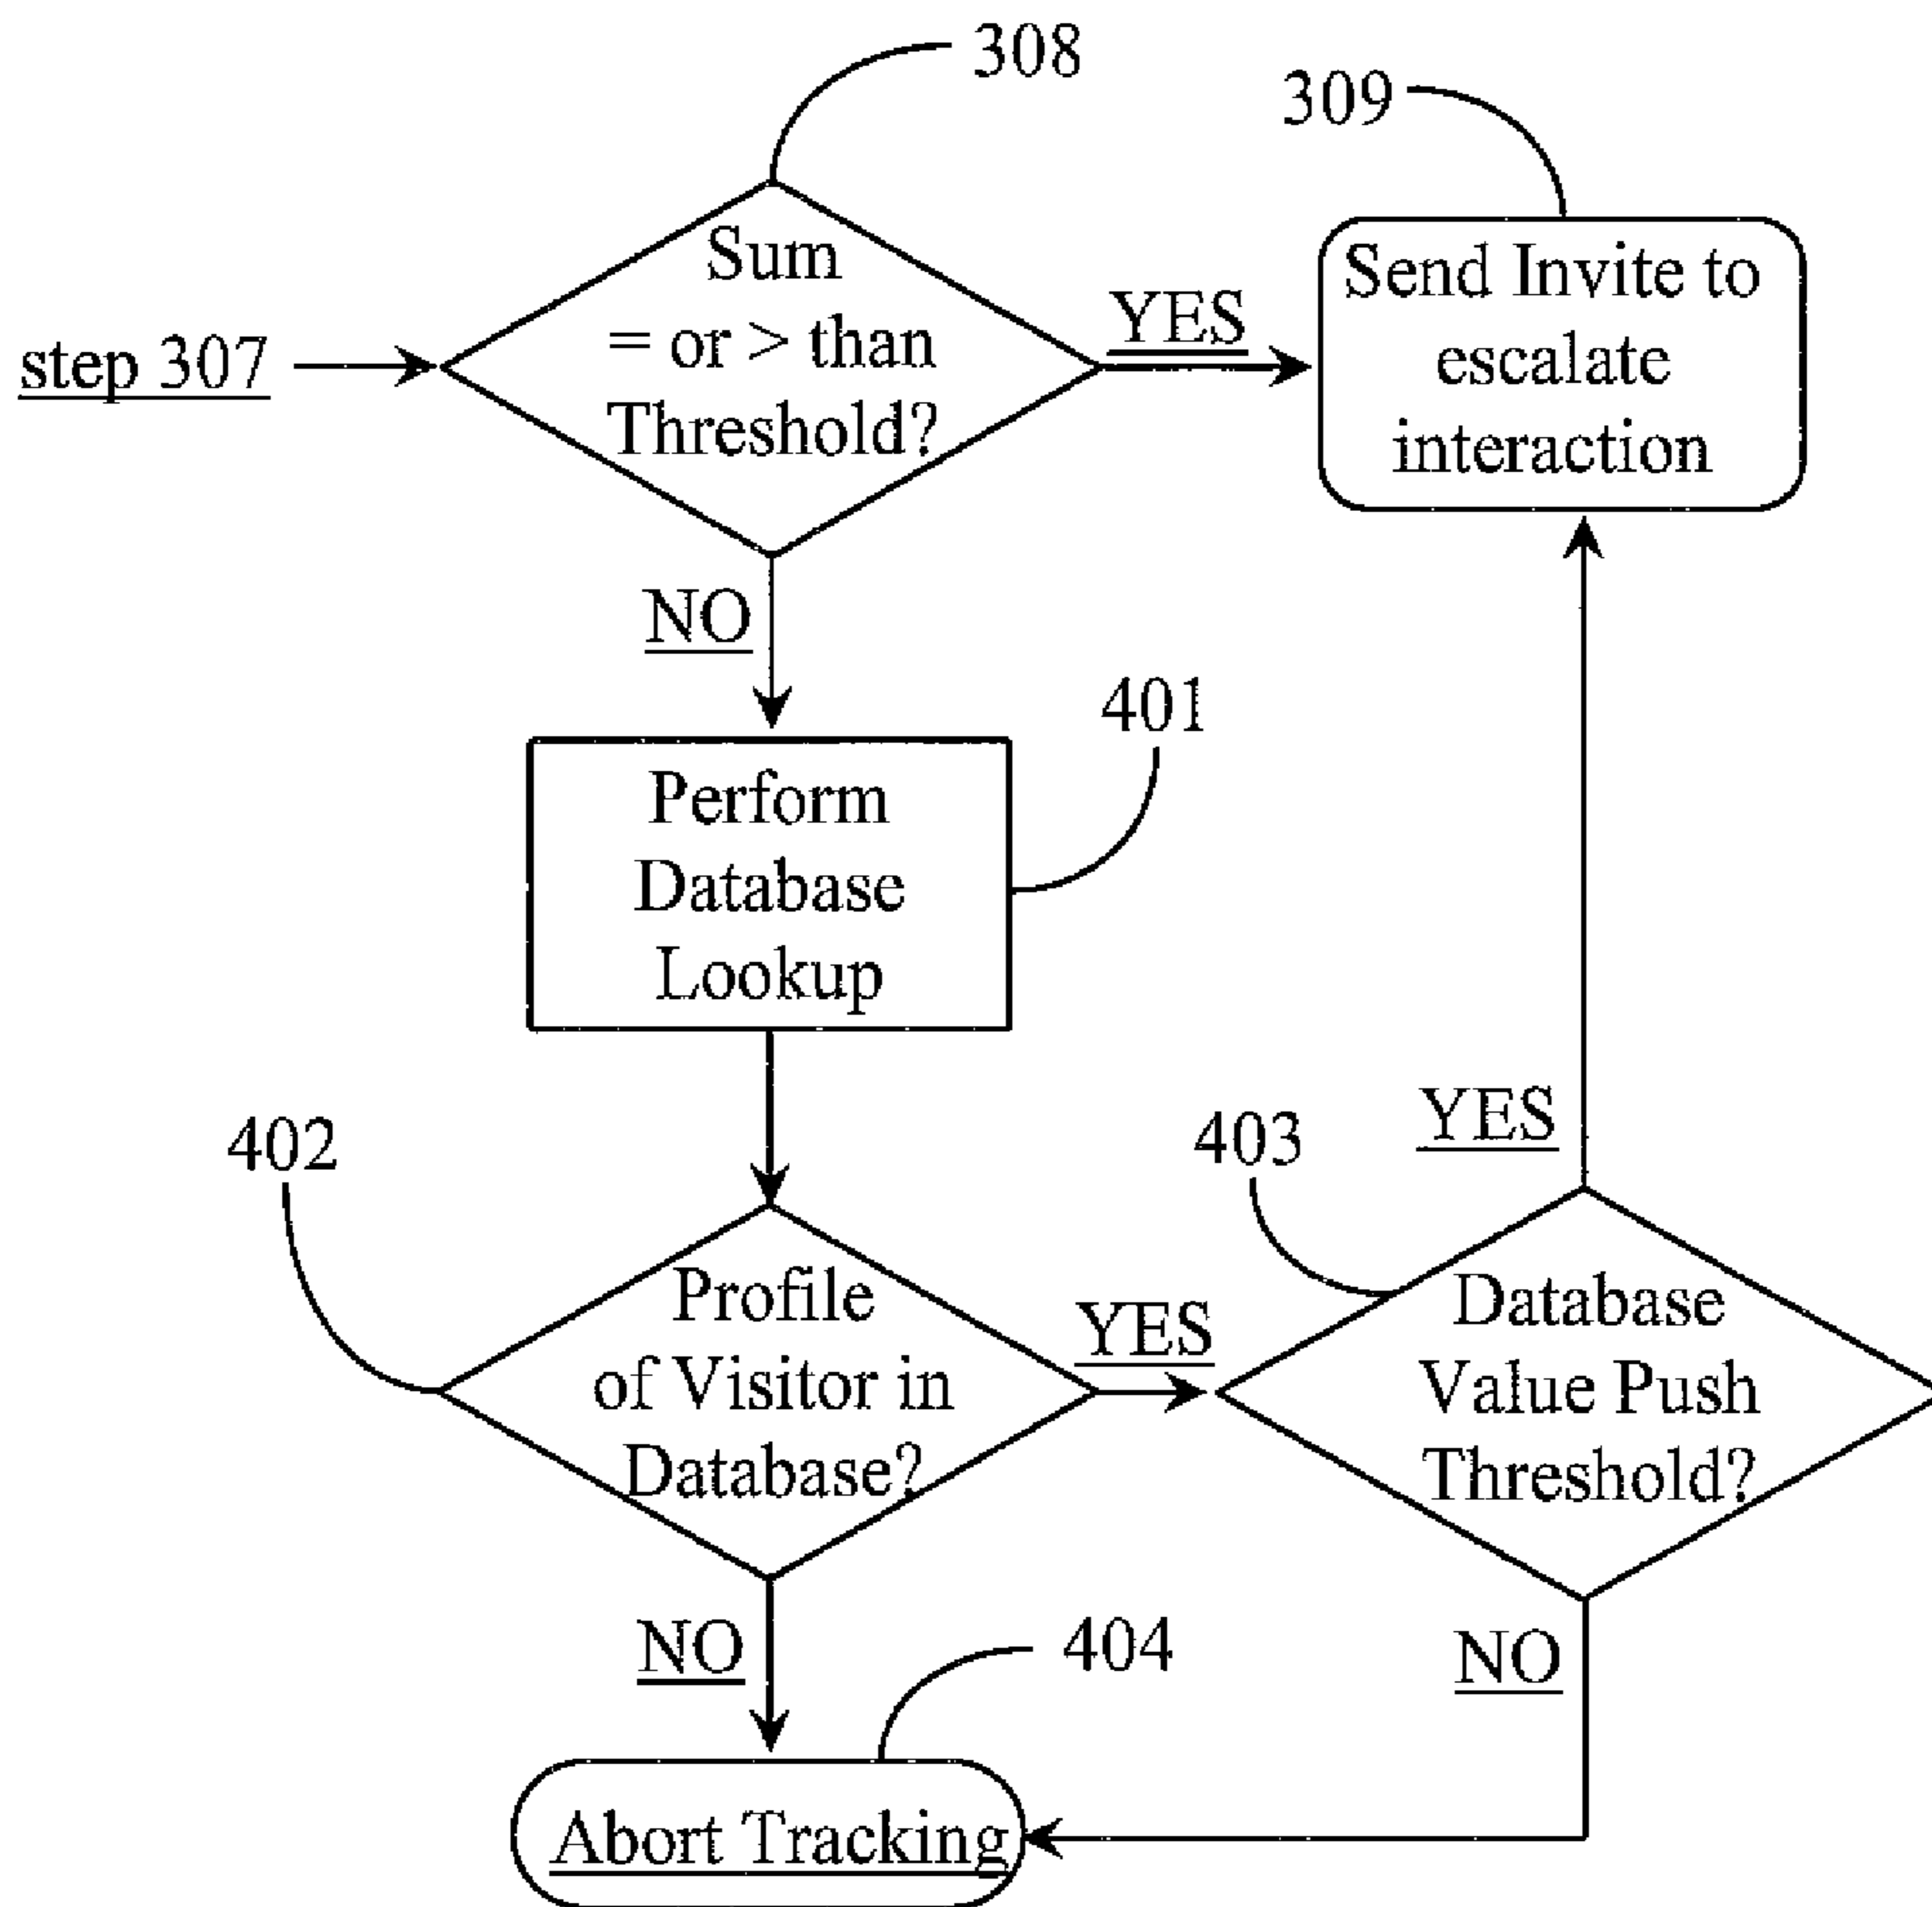 308
309
Sum
= or > than
Threshold?
YES
Send Invite to
escalate
interaction
step 307
NO
401
Perform
Database
Lookup
402
403
YES
Profile
of Visitor in
Database?
YES
Database
Value Push
Threshold?
NO
404
NO
Abort Tracking